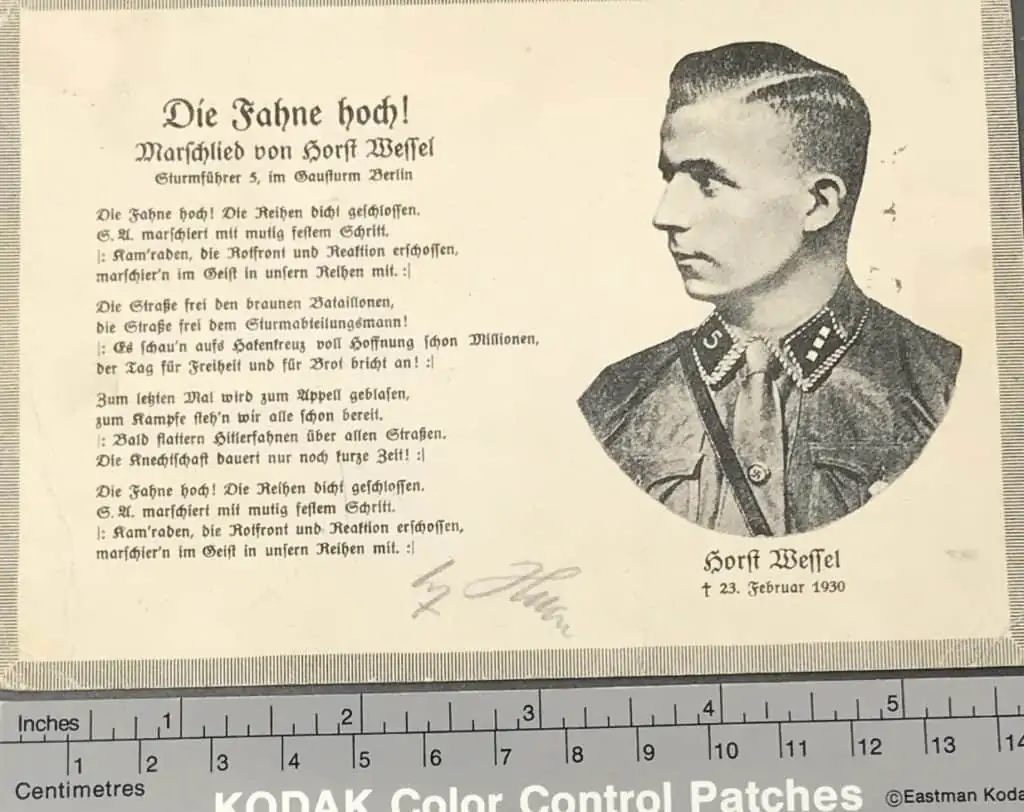 Die Fahne hoch!
Marschlied von Horst Wessel
Sturmführer 5, im Gausturm Berlin
Die Fahne hoch! Die Reihen dicht geschlossen.
S. A. marschiert mit mutig festem Schritt.
|: Kam'raden, die Rotfront und Reaktion erschossen,
marschier'n im Geist in unsern Reihen mit. :|
Die Straße frei den braunen Bataillonen,
die Straße frei dem Sturmabteilungsmann!
|: Es schau'n aufs Hakenkreuz voll Hoffnung schon Millionen,
der Tag für Freiheit und für Brot bricht an! :|
Zum letzten Mal wird zum Appell geblasen,
zum Kampfe steh'n wir alle schon bereit.
|: Bald flattern Hitlerfahnen über allen Straßen.
Die Knechtschaft dauert nur noch kurze Zeit! :|
Die Fahne hoch! Die Reihen dicht geschlossen.
S. A. marschiert mit mutig festem Schritt.
|: Kam'raden, die Rotfront und Reaktion erschossen,
marschier'n im Geist in unsern Reihen mit. :|
5
Horst Wessel
† 23. Februar 1930
Inches 1 2 3 4 5
1 2 3 4 5 6 7 8 9 10 11 12 13 14
Centimetres
KODAK Color Control Patches ©Eastman Koda